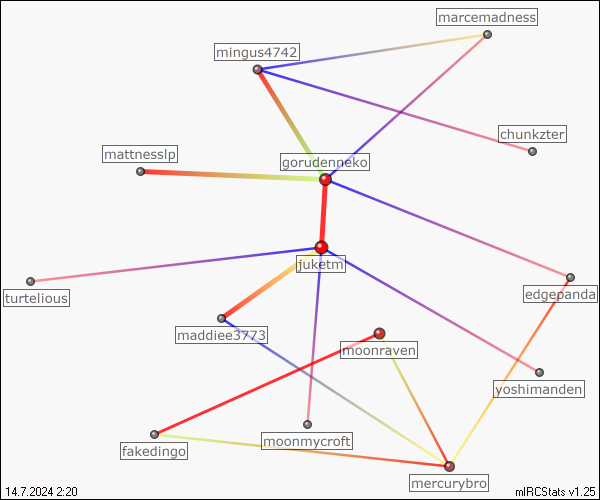 marcemadness
mingus4742
chunkzter
mattnesslp
gorudenneko
juketm
turtelious
edgepanda
maddiee3773
moonraven
yoshimanden
moonmycroft
fakedingo
mercurybro
14.7.2024 2:20
mIRCStats v1.25